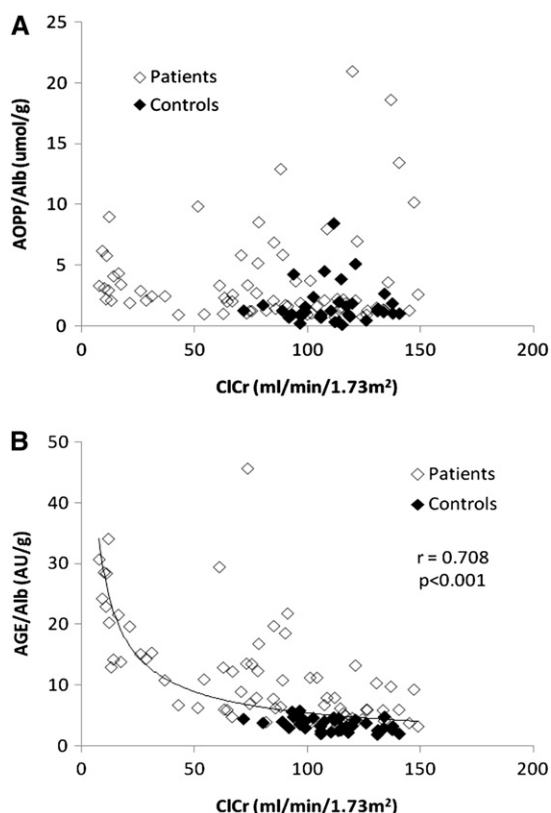 A
25
20
15
10
5
0
AOPP/Alb (umol/g)
Patients
Controls
0 50 100 150 200
ClCr (ml/min/1.73m²)
B
50
40
30
20
10
0
AGE/Alb (AU/g)
Patients
Controls
r = 0.708
p<0.001
0 50 100 150 200
ClCr (ml/min/1.73m²)